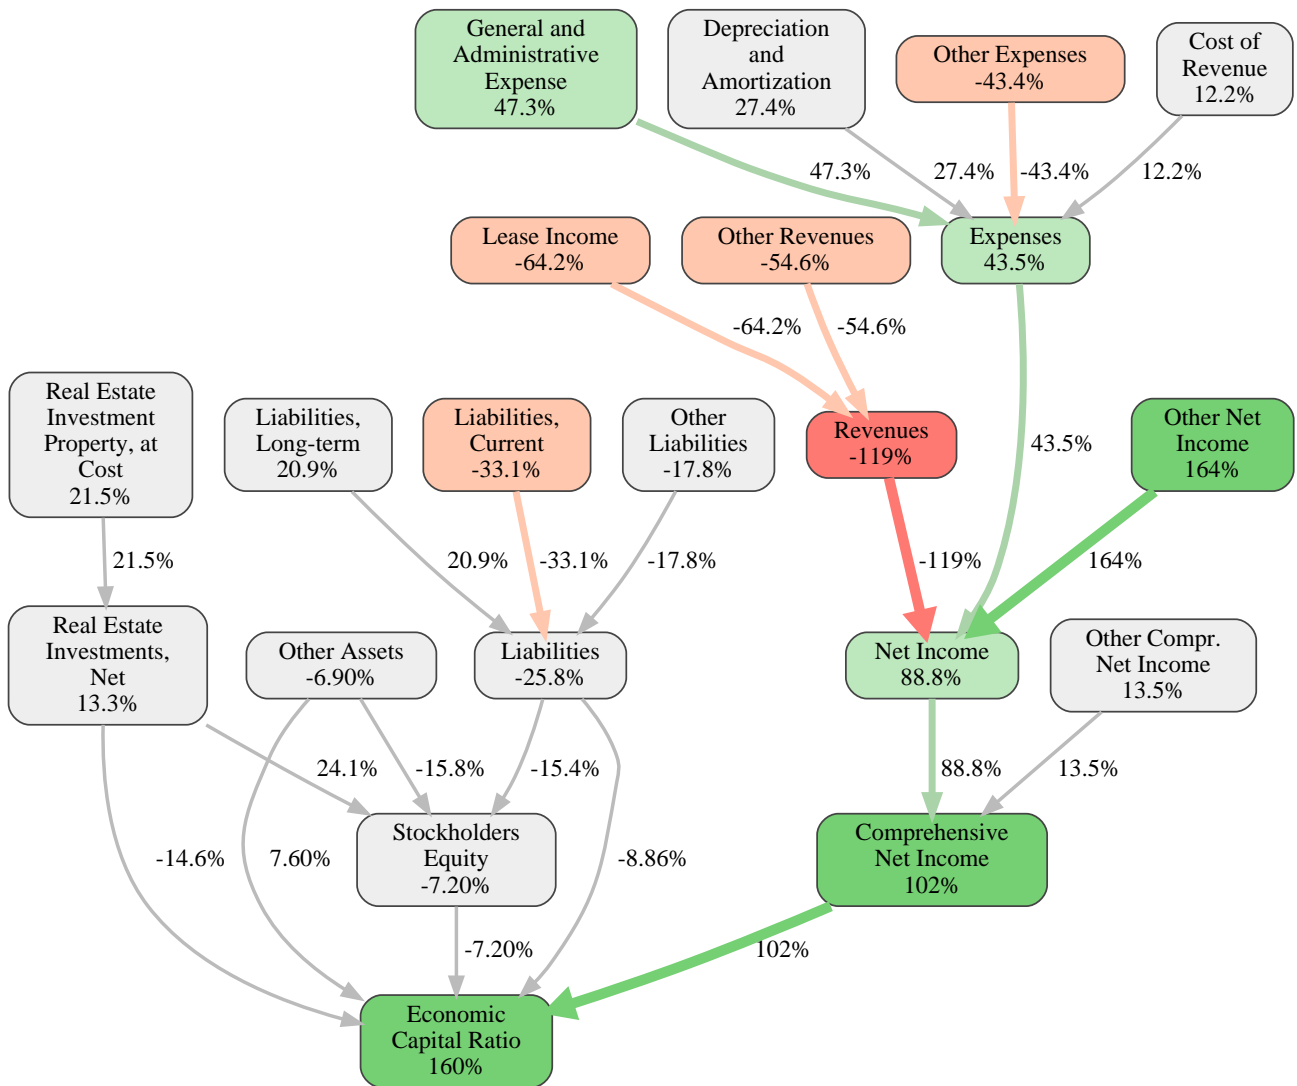 General and
Administrative
Expense
47.3%
Depreciation
and
Amortization
27.4%
Other Expenses
-43.4%
Cost of
Revenue
12.2%
47.3%
27.4%
-43.4%
12.2%
Lease Income
-64.2%
Other Revenues
-54.6%
Expenses
43.5%
-64.2%
-54.6%
Real Estate
Investment
Property, at
Cost
21.5%
Liabilities,
Long-term
20.9%
Liabilities,
Current
-33.1%
Other
Liabilities
-17.8%
Revenues
-119%
43.5%
Other Net
Income
164%
21.5%
20.9%
-33.1%
-17.8%
-119%
164%
Real Estate
Investments,
Net
13.3%
Other Assets
-6.90%
Liabilities
-25.8%
Net Income
88.8%
Other Compr.
Net Income
13.5%
24.1%
-15.8%
-15.4%
88.8%
13.5%
-14.6%
7.60%
Stockholders
Equity
-7.20%
-8.86%
Comprehensive
Net Income
102%
-7.20%
102%
Economic
Capital Ratio
160%